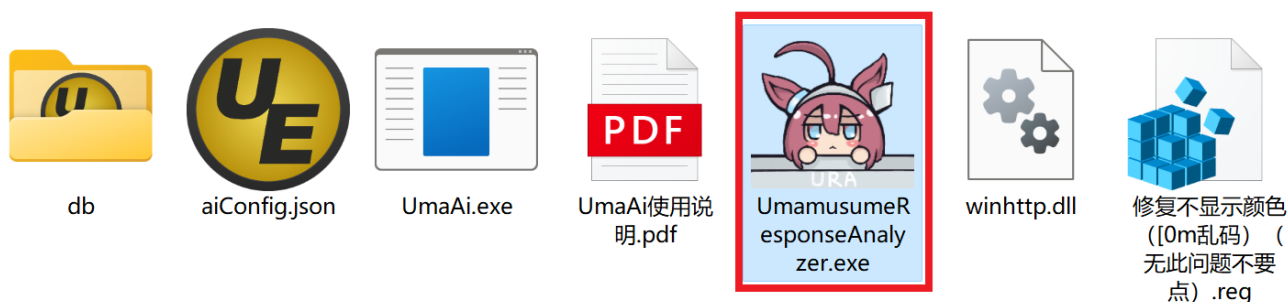 UE
U
PDF
URA
db
aiConfig.json
UmaAi.exe
UmaAi使用说
明.pdf
UmamusumeR
esponseAnaly
zer.exe
winhttp.dll
修复不显示颜色
（[0m乱码）（
无此问题不要
点）.reg